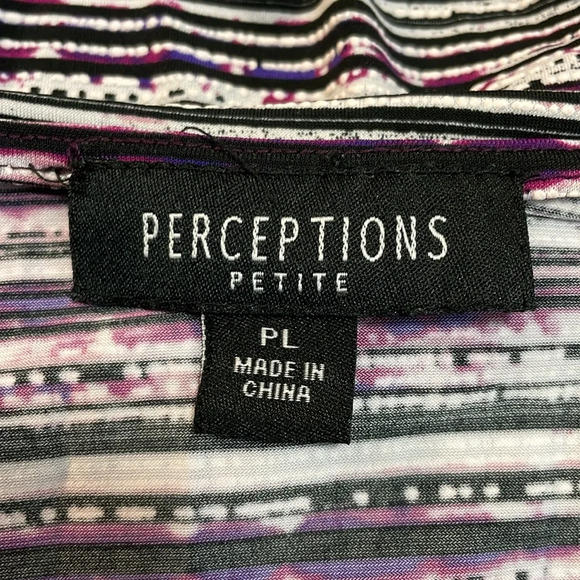 PERCEPTIONS
PETITE
PL
MADE IN
CHINA